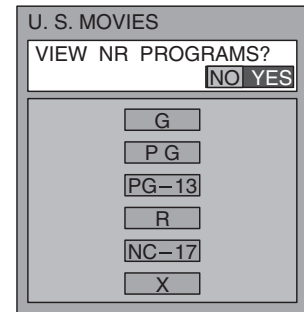 U. S. MOVIES
VIEW NR PROGRAMS?
NO YES
G
P G
PG–13
R
NC–17
X